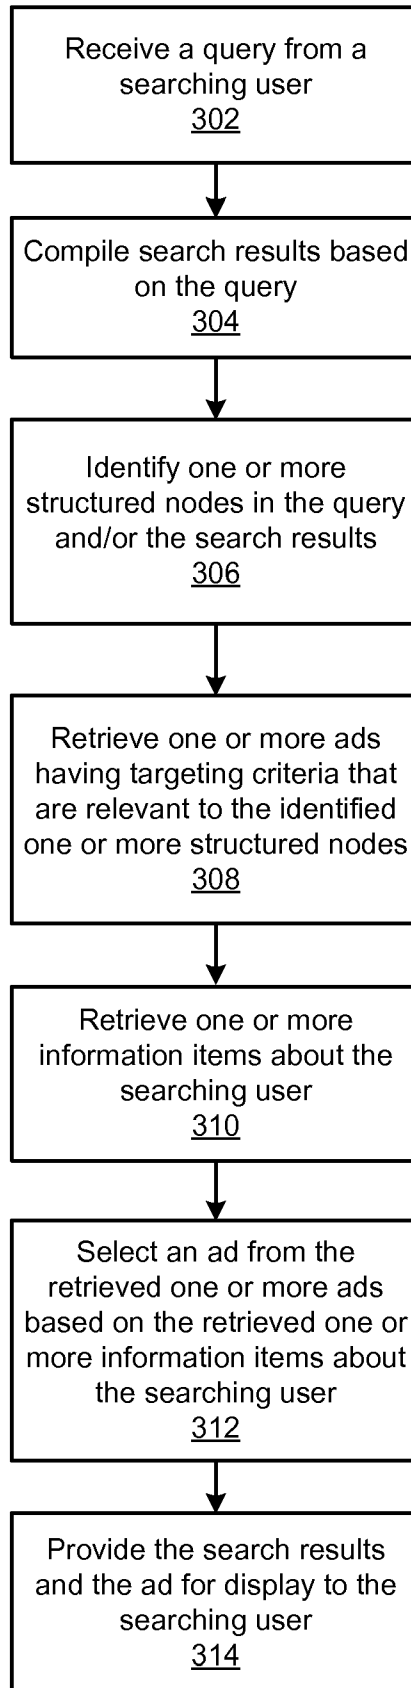 Receive a query from a
searching user
302
Compile search results based
on the query
304
Identify one or more
structured nodes in the query
and/or the search results
306
Retrieve one or more ads
having targeting criteria that
are relevant to the identified
one or more structured nodes
308
Retrieve one or more
information items about the
searching user
310
Select an ad from the
retrieved one or more ads
based on the retrieved one or
more information items about
the searching user
312
Provide the search results
and the ad for display to the
searching user
314